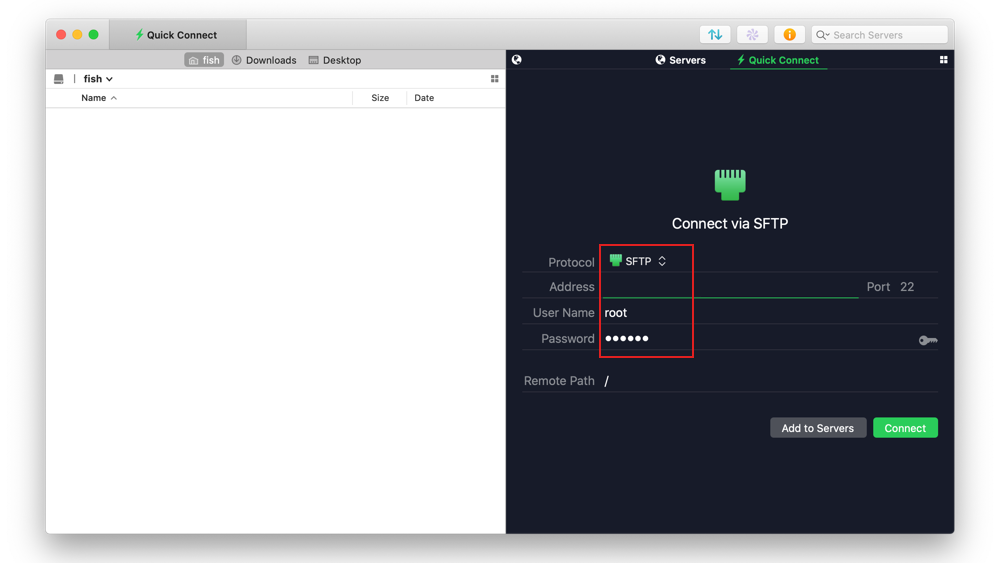 Quick Connect
Search Servers
fish Downloads Desktop
Servers Quick Connect
fish
Name Size Date
Connect via SFTP
Protocol SFTP
Address Port 22
User Name root
Password ●●●●●●
Remote Path /
Add to Servers Connect